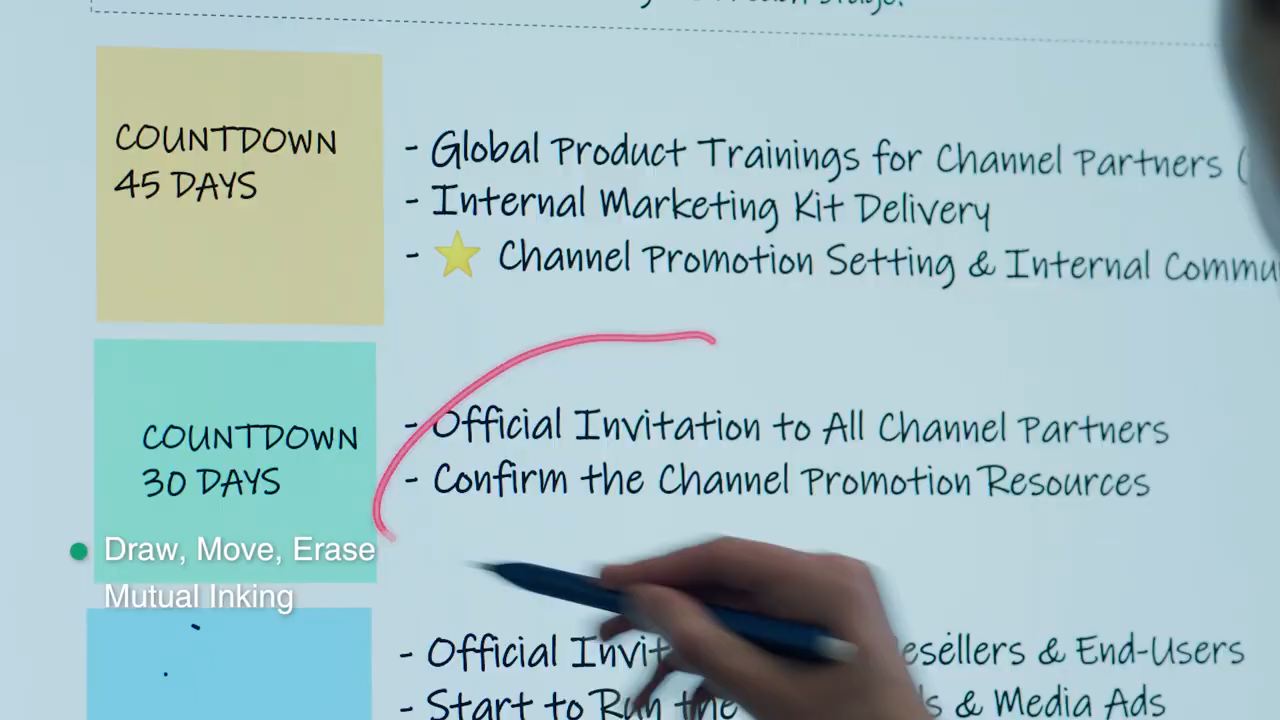 COUNTDOWN
45 DAYS
- Global Product Trainings for Channel Partners (
- Internal Marketing Kit Delivery
- ⭐ Channel Promotion Setting & Internal
COUNTDOWN
30 DAYS
- Official Invitation to All Channel Partners
- Confirm the Channel Promotion Resources
Draw, Move, Erase
Mutual Inking
- Official & End-Users
- Start to Run the & Media Ads